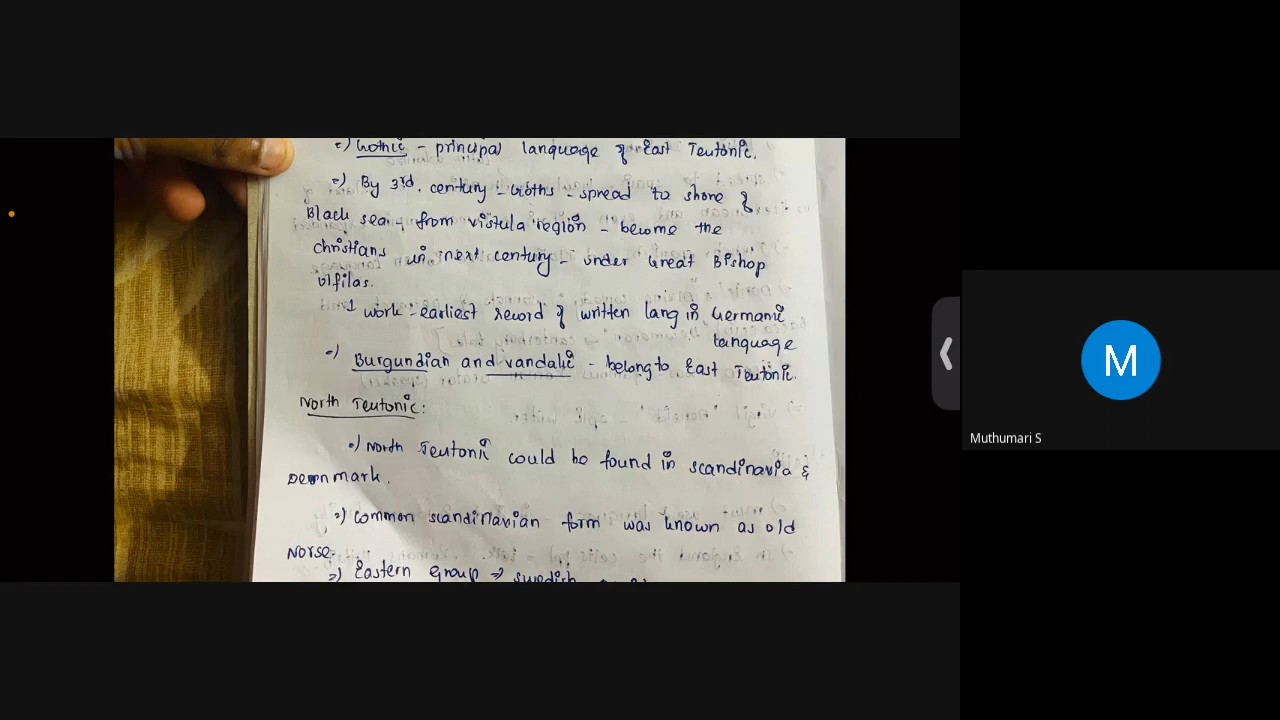 =) Gothic - principal language of East Teutonic.
=) By 3rd. century - Goths - spread to shore of
Black sea - from vistula region - become the
christians in next century - under Great Bishop
Ulfilas.
1 work - earliest record of written lang in Germanic
language
=) Burgundian and vandalic - belong to East Teutonic.
North Teutonic:
=) North Teutonic could be found in scandinavia &
Denmark.
=) Common scandinavian form was known as old
Norse.
=) Eastern group => swedish
M
Muthumari S